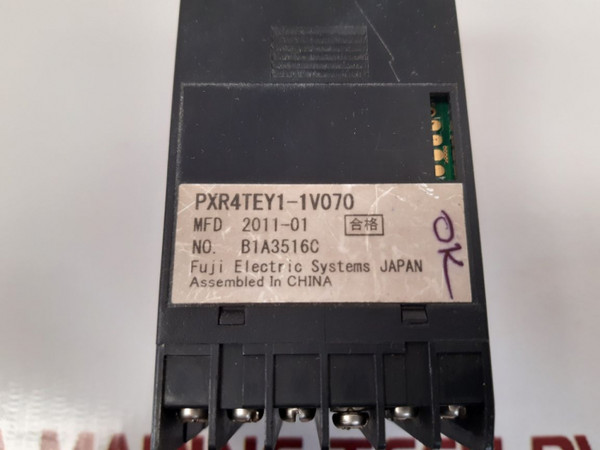 PXR4TEY1-1V070
MFD 2011-01 合格
NO. B1A3516C
Fuji Electric Systems JAPAN
Assembled In CHINA
OK